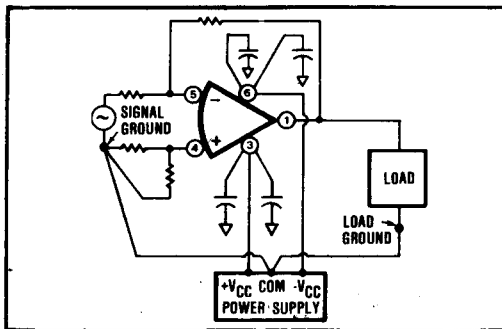 5
6
-
SIGNAL
GROUND
1
4
+
3
LOAD
LOAD
GROUND
+VCC COM -VCC
POWER SUPPLY